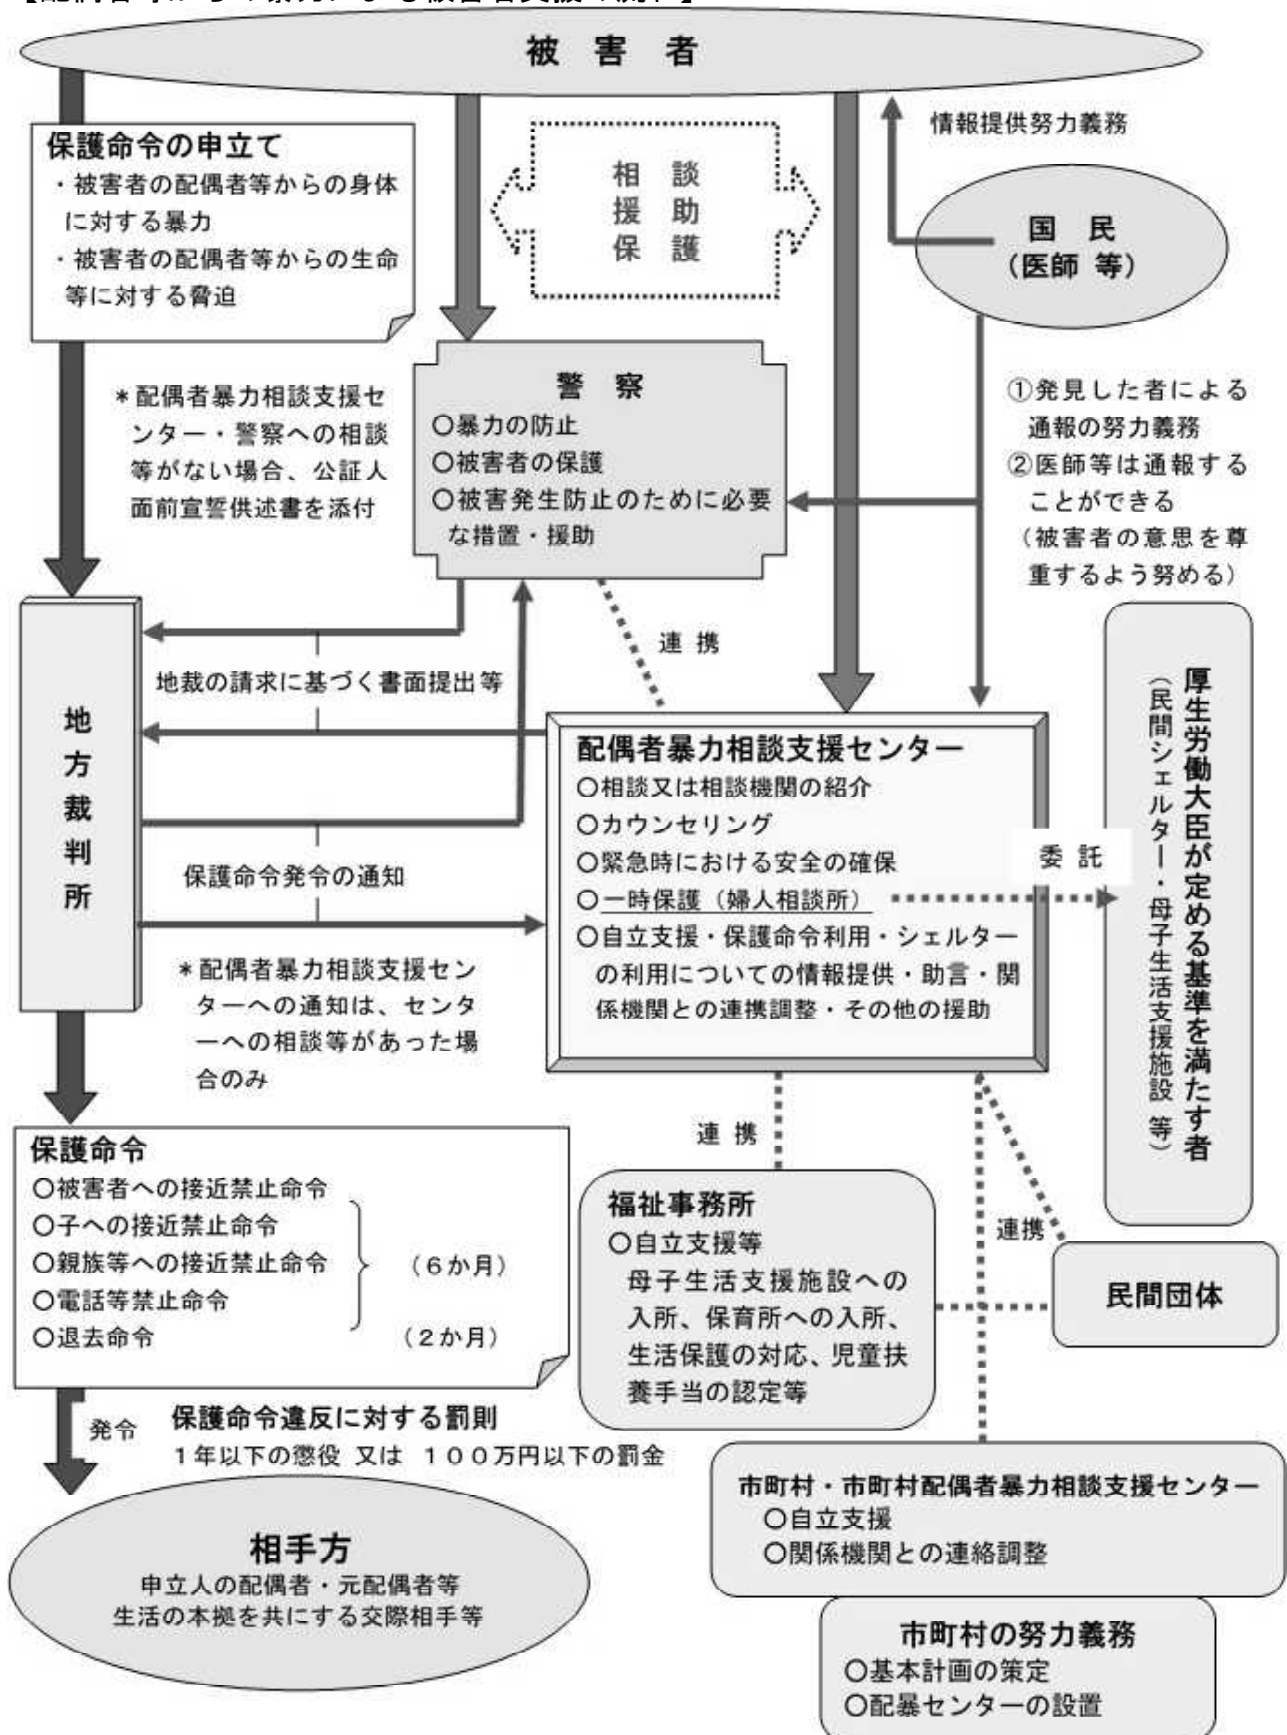 被 害 者
保護命令の申立て
・被害者の配偶者等からの身体
に対する暴力
・被害者の配偶者等からの生命
等に対する脅迫
相 談
援 助
保 護
情報提供努力義務
国 民
(医師 等)
*配偶者暴力相談支援セ
ンター・警察への相談
等がない場合、公証人
面前宣誓供述書を添付
警 察
○暴力の防止
○被害者の保護
○被害発生防止のために必要
な措置・援助
①発見した者による
通報の努力義務
②医師等は通報する
ことができる
(被害者の意思を尊
重するよう努める)
連 携
地裁の請求に基づく書面提出等
地方裁判所
保護命令発令の通知
*配偶者暴力相談支援セン
ターへの通知は、センタ
ーへの相談等があった場
合のみ
配偶者暴力相談支援センター
○相談又は相談機関の紹介
○カウンセリング
○緊急時における安全の確保
○一時保護(婦人相談所)
○自立支援・保護命令利用・シェルター
の利用についての情報提供・助言・関
係機関との連携調整・その他の援助
委 託
厚生労働大臣が定める基準を満たす者
(民間シェルター・母子生活支援施設 等)
保護命令
○被害者への接近禁止命令
○子への接近禁止命令
○親族等への接近禁止命令
(6か月)
○電話等禁止命令
○退去命令
(2か月)
連 携
福祉事務所
○自立支援等
母子生活支援施設への
入所、保育所への入所、
生活保護の対応、児童扶
養手当の認定等
連携
民間団体
発令
保護命令違反に対する罰則
1年以下の懲役 又は 100万円以下の罰金
相手方
申立人の配偶者・元配偶者等
生活の本拠を共にする交際相手等
市町村・市町村配偶者暴力相談支援センター
○自立支援
○関係機関との連絡調整
市町村の努力義務
○基本計画の策定
○配暴センターの設置